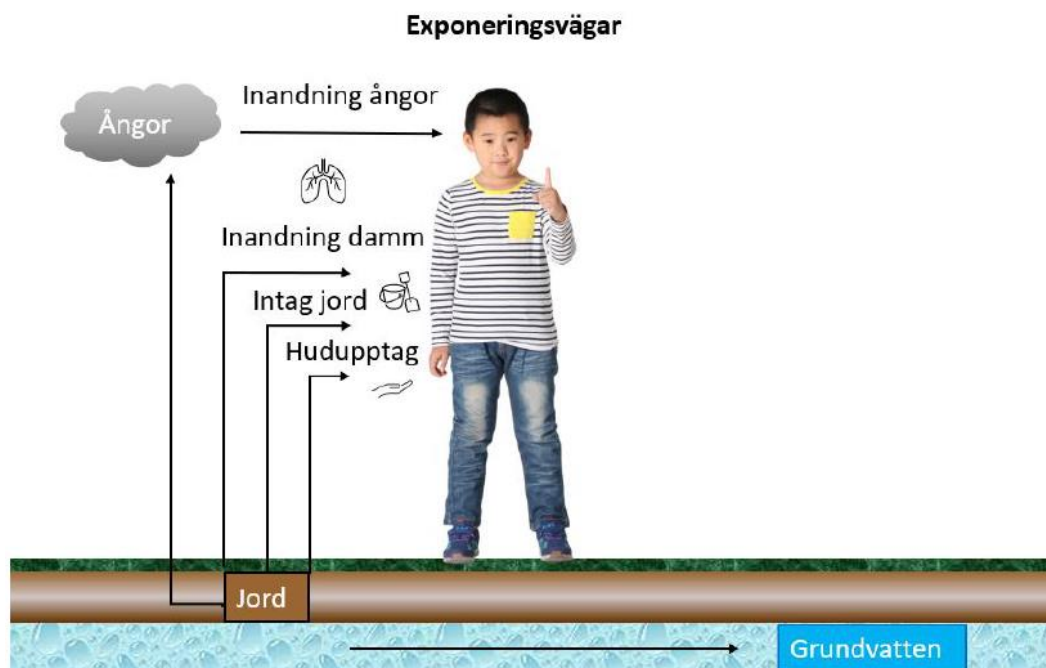 Exponeringsvägar
Inandning ångor
Ångor
Inandning damm
Intag jord
Hudupptag
Jord
Grundvatten